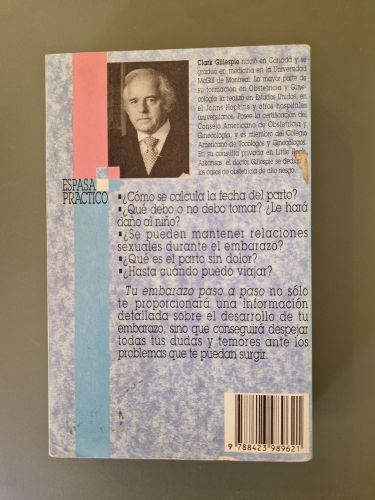 Clark Gillespie nació en Canadá y se
graduó en medicina en la Universidad
McGill de Montreal. La mayor parte de
su formación en Obstetricia y Gine-
cología la realizó en Estados Unidos, en
el Johns Hopkins y otros hospitales
universitarios. Posee la certificación del
Consejo Americano de Obstetricia y
Ginecología, y es miembro del Colegio
Americano de Tocólogos y Ginecólogos.
En su consulta privada en Little Rock,
Arkansas, el doctor Gillespie se dedica a
los casos de obstetricia de alto riesgo.
ESPASA
PRACTICO
▪¿Cómo se calcula la fecha del parto?
▪¿Qué debo o no debo tomar? ¿Le hará
daño al niño?
▪¿Se pueden mantener relaciones
sexuales durante el embarazo?
▪¿Qué es el parto sin dolor?
▪¿Hasta cuándo puedo viajar?
Tu embarazo paso a paso no sólo
te proporcionará una información
detallada sobre el desarrollo de tu
embarazo, sino que conseguirá despejar
todas tus dudas y temores ante los
problemas que te puedan surgir.
9 788423 989621